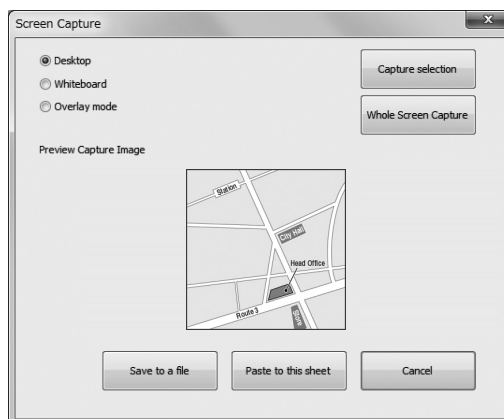 Screen Capture
x
Desktop
Whiteboard
Overlay mode
Capture selection
Whole Screen Capture
Preview Capture Image
Station
City Hall
Head Office
Route 3
Store
Save to a file
Paste to this sheet
Cancel